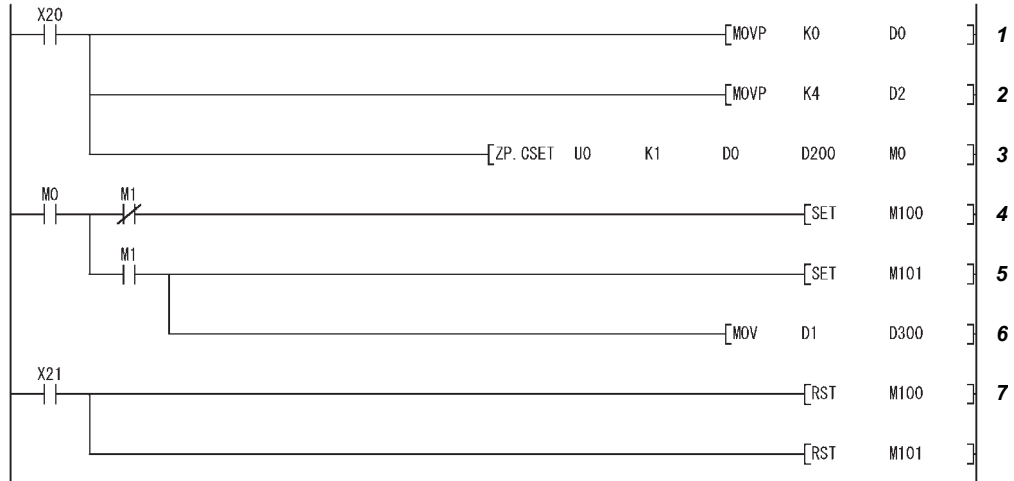 X20
[MOVP K0 D0 ] 1
[MOVP K4 D2 ] 2
[ZP.CSET U0 K1 D0 D200 M0 ] 3
M0 M1
[SET M100 ] 4
M1
[SET M101 ] 5
[MOV D1 D300 ] 6
X21
[RST M100 ] 7
[RST M101 ]